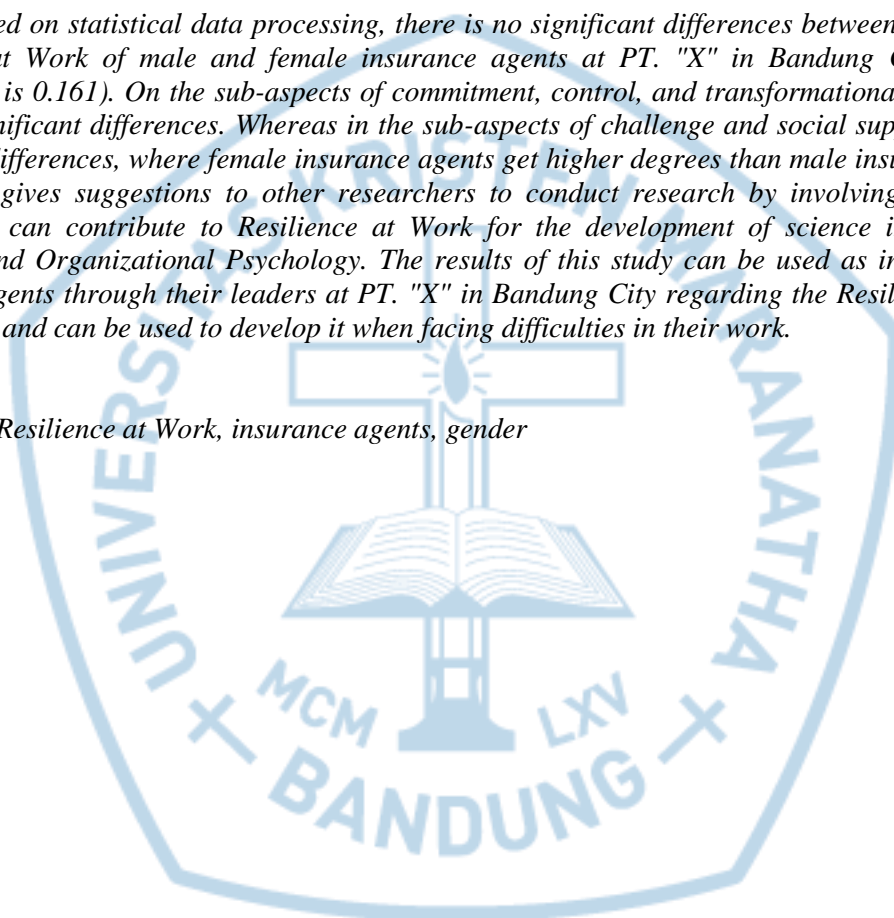 ed on statistical data processing, there is no significant differences between
at Work of male and female insurance agents at PT. "X" in Bandung
is 0.161). On the sub-aspects of commitment, control, and transformational
nificant differences. Whereas in the sub-aspects of challenge and social sup
differences, where female insurance agents get higher degrees than male insu
gives suggestions to other researchers to conduct research by involving
can contribute to Resilience at Work for the development of science i
nd Organizational Psychology. The results of this study can be used as in
gents through their leaders at PT. "X" in Bandung City regarding the Resil
and can be used to develop it when facing difficulties in their work.
Resilience at Work, insurance agents, gender
UNIVERSITAS KRISTEN MARANATHA
MCM LXV
BANDUNG